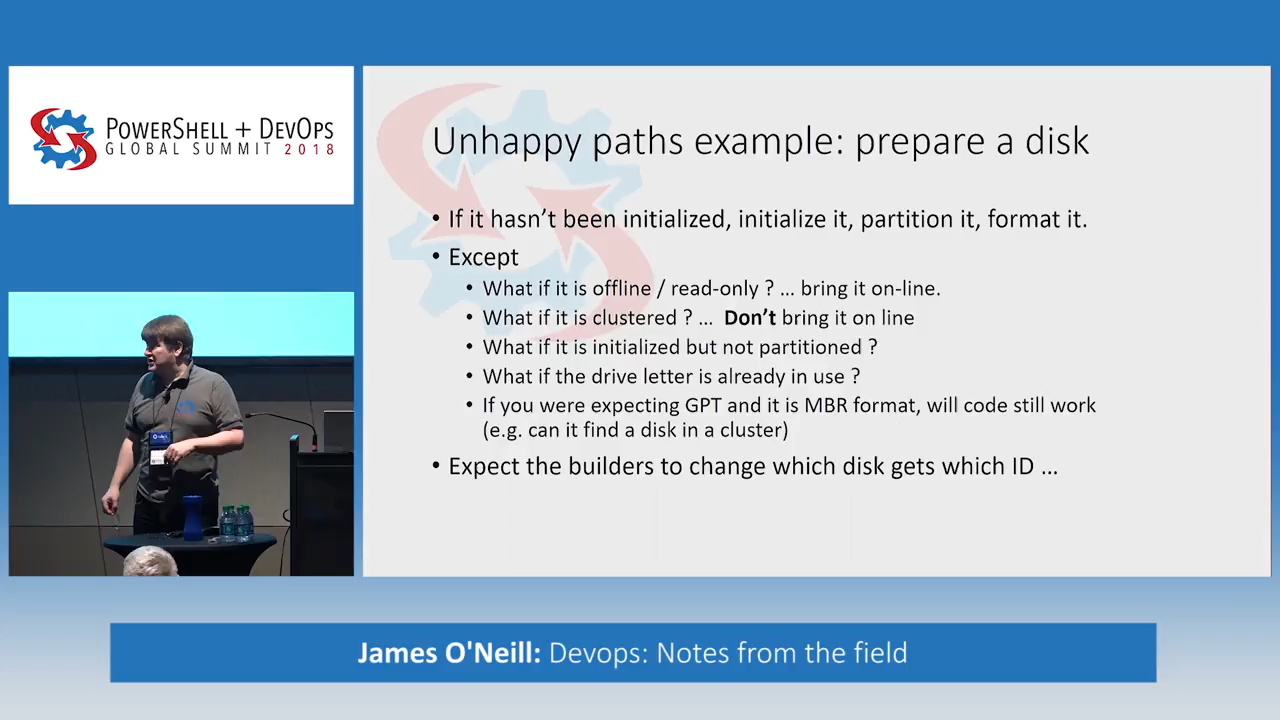 POWERSHELL + DEVOPS
GLOBAL SUMMIT 2018
Unhappy paths example: prepare a disk
• If it hasn't been initialized, initialize it, partition it, format it.
• Except
• What if it is offline / read-only ? … bring it on-line.
• What if it is clustered ? … Don't bring it on line
• What if it is initialized but not partitioned ?
• What if the drive letter is already in use ?
• If you were expecting GPT and it is MBR format, will code still work
(e.g. can it find a disk in a cluster)
• Expect the builders to change which disk gets which ID …
James O'Neill: Devops: Notes from the field